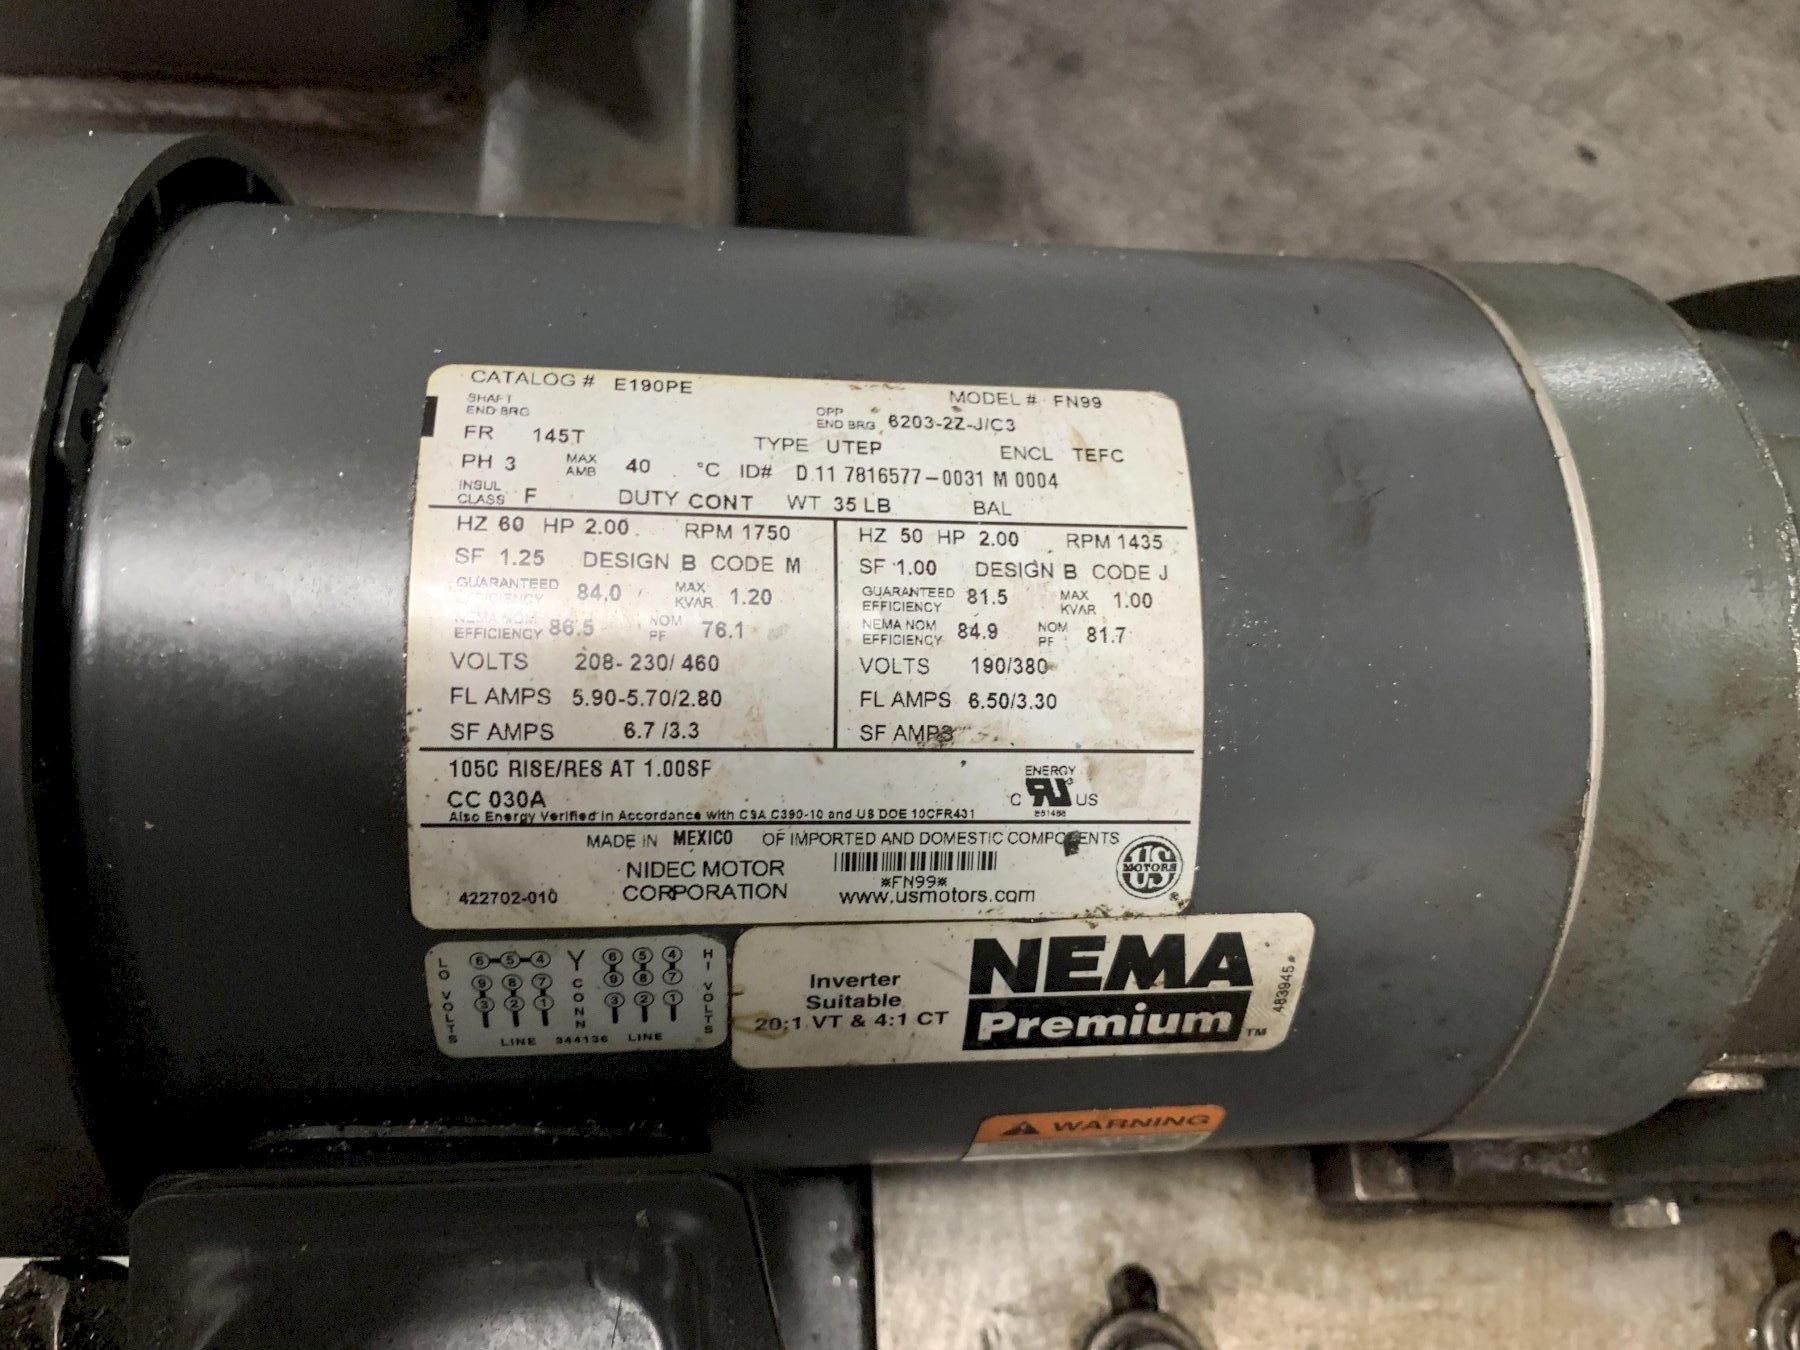 CATALOG # E190PE MODEL # FN99
SHAFT
END BRG
OPP
END BRG 6203-2Z-J/C3
FR 145T TYPE UTEP ENCL TEFC
PH 3 MAX
AMB 40 °C ID# D 11 7816577-0031 M 0004
INSUL
CLASS F DUTY CONT WT 35 LB BAL
HZ 60 HP 2.00 RPM 1750
SF 1.25 DESIGN B CODE M
GUARANTEED
EFFICIENCY 84.0 MAX
KVAR 1.20
NEMA NOM
EFFICIENCY 86.5 NOM
PF 76.1
VOLTS 208-230/460
FL AMPS 5.90-5.70/2.80
SF AMPS 6.7/3.3
HZ 50 HP 2.00 RPM 1435
SF 1.00 DESIGN B CODE J
GUARANTEED
EFFICIENCY 81.5 MAX
KVAR 1.00
NEMA NOM
EFFICIENCY 84.9 NOM
PF 81.7
VOLTS 190/380
FL AMPS 6.50/3.30
SF AMPS
105C RISE/RES AT 1.00SF
CC 030A
Also Energy Verified in Accordance with CSA C390-10 and US DOE 10CFR431
ENERGY
C RU US
MADE IN MEXICO OF IMPORTED AND DOMESTIC COMPONENTS
NIDEC MOTOR
CORPORATION
*FN99*
www.usmotors.com
422702-010
US
MOTORS
®
LO VOLTS
6 5 4
9 8 7
3 2 1
Y CONN
6 5 4
9 8 7
3 2 1
HI VOLTS
LINE 344136 LINE
Inverter
Suitable
20:1 VT & 4:1 CT
NEMA
Premium™
483945
WARNING